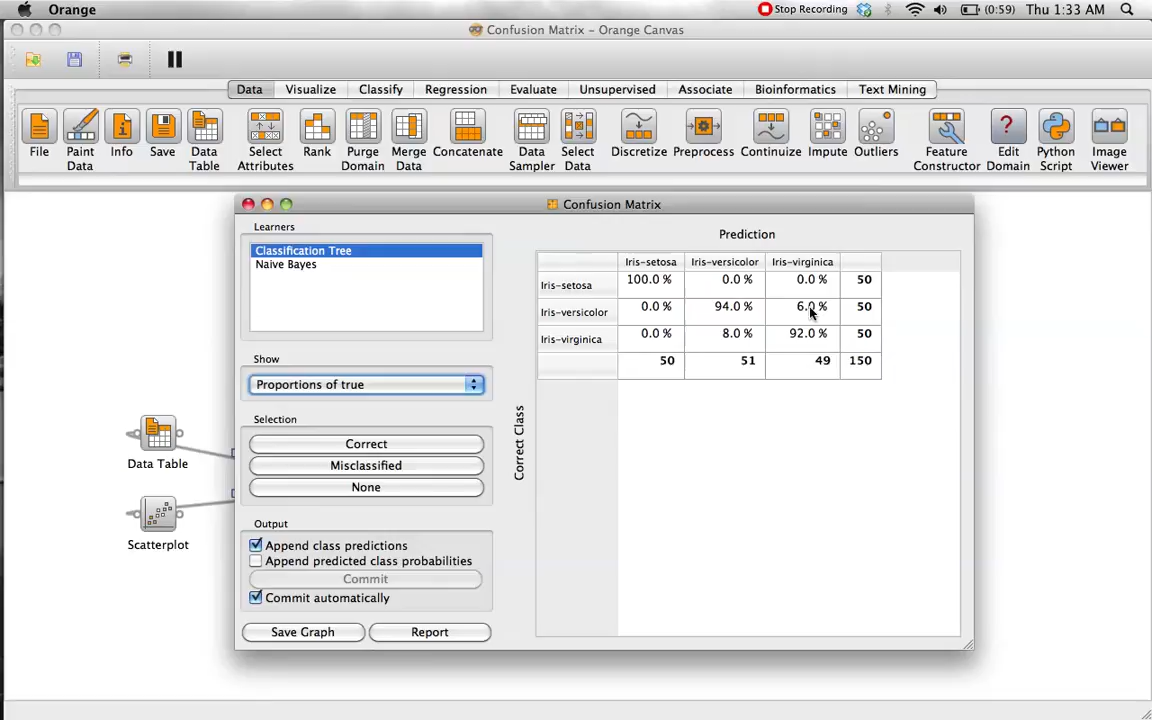 Orange
Stop Recording
(0:59)
Thu 1:33 AM
Confusion Matrix - Orange Canvas
Data
Visualize
Classify
Regression
Evaluate
Unsupervised
Associate
Bioinformatics
Text Mining
File
Paint
Data
Info
Save
Data
Table
Select
Attributes
Rank
Purge
Domain
Merge
Data
Concatenate
Data
Sampler
Select
Data
Discretize
Preprocess
Continuize
Impute
Outliers
Feature
Constructor
?
Edit
Domain
Python
Script
Image
Viewer
Confusion Matrix
Learners
Classification Tree
Naive Bayes
Show
Proportions of true
Selection
Correct
Misclassified
None
Output
Append class predictions
Append predicted class probabilities
Commit
Commit automatically
Save Graph
Report
Prediction
Correct Class
Iris-setosa Iris-versicolor Iris-virginica
Iris-setosa 100.0 % 0.0 % 0.0 % 50
Iris-versicolor 0.0 % 94.0 % 6.0 % 50
Iris-virginica 0.0 % 8.0 % 92.0 % 50
50 51 49 150
Data Table
Scatterplot